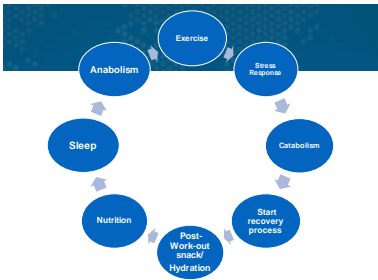 Exercise
Stress
Response
Catabolism
Start
recovery
process
Post-
Work-out
snack/
Hydration
Nutrition
Sleep
Anabolism